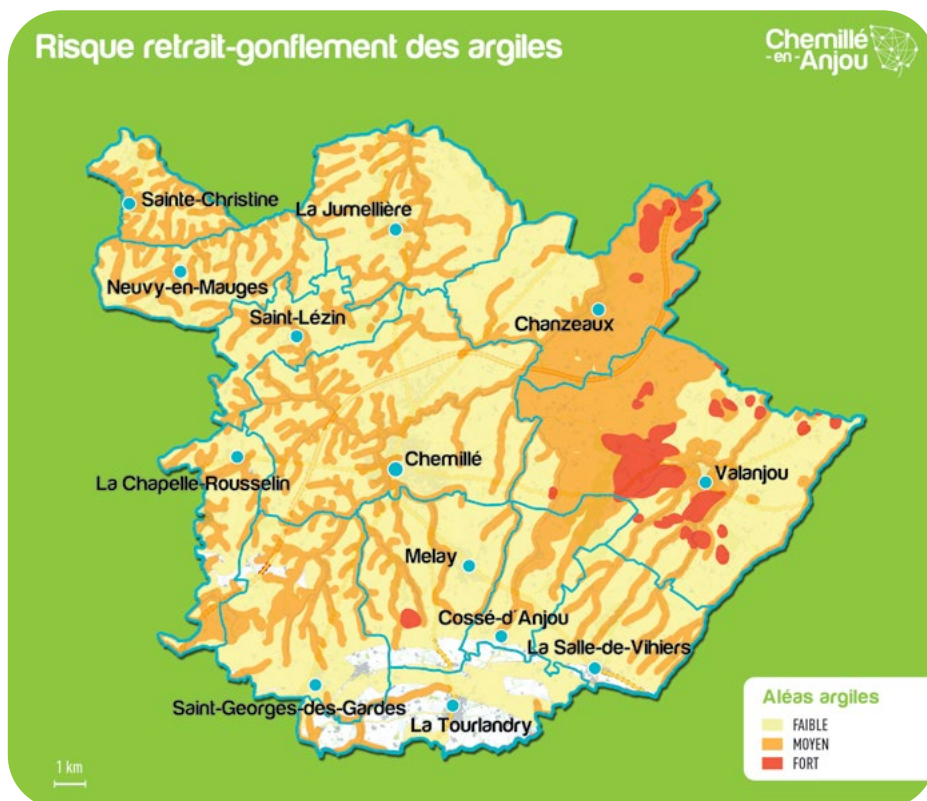 Risque retrait-gonflement des argiles
Chemillé
- en -
Anjou
Sainte-Christine
La Jumellière
Neuvy-en-Mauges
Saint-Lézin
Chanzeaux
Chemillé
La Chapelle-Rousselin
Valanjou
Melay
Cossé-d'Anjou
La Salle-de-Vihiers
Saint-Georges-des-Gardes
La Tourlandry
Aléas argiles
FAIBLE
MOYEN
FORT
1 km